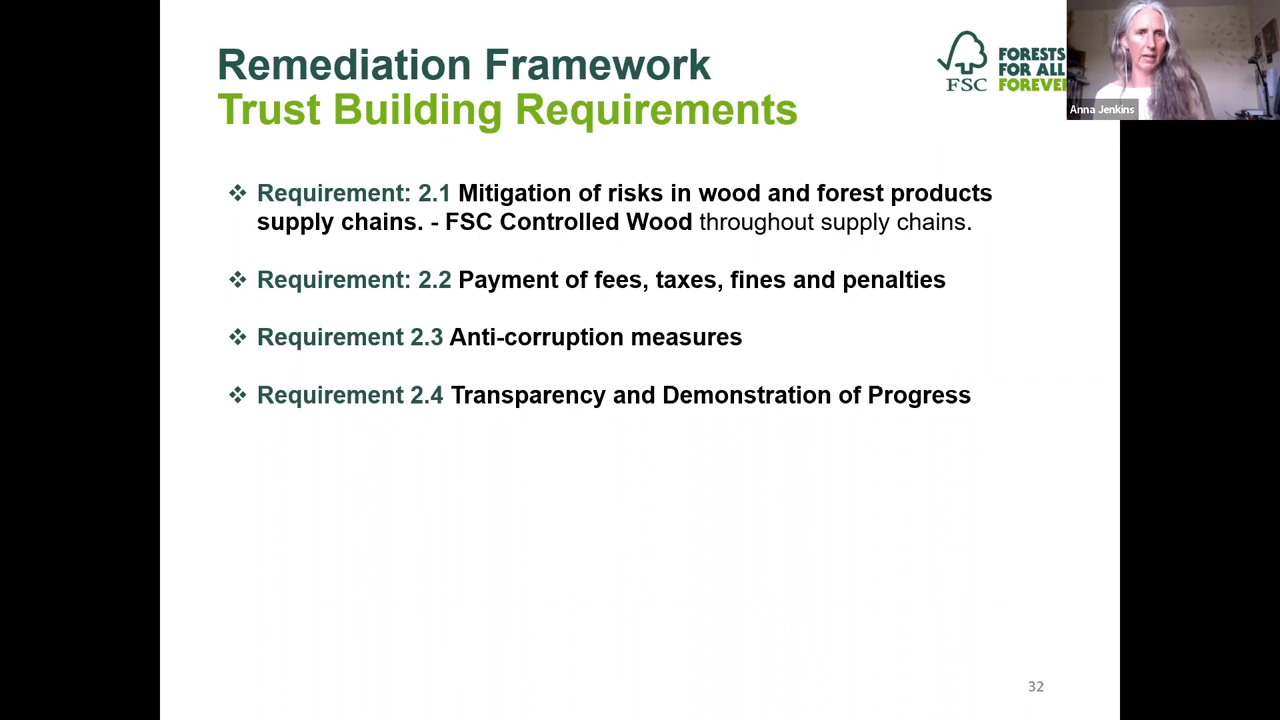 Remediation Framework
Trust Building Requirements
FSC
FORESTS
FOR ALL
FOREVE
Anna Jenkins
❖ Requirement: 2.1 Mitigation of risks in wood and forest products
supply chains. - FSC Controlled Wood throughout supply chains.
❖ Requirement: 2.2 Payment of fees, taxes, fines and penalties
❖ Requirement 2.3 Anti-corruption measures
❖ Requirement 2.4 Transparency and Demonstration of Progress
32